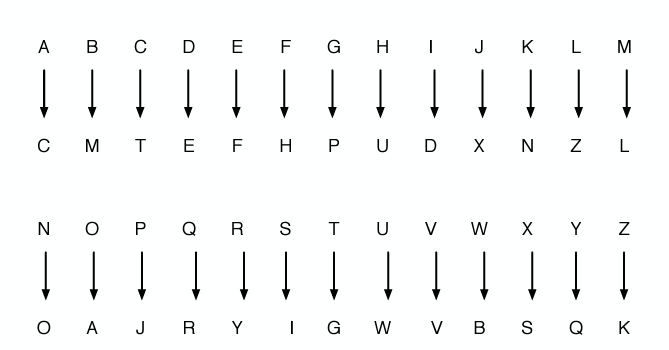 A B C D E F G H I J K L M
C M T E F H P U D X N Z L
N O P Q R S T U V W X Y Z
O A J R Y I G W V B S Q K